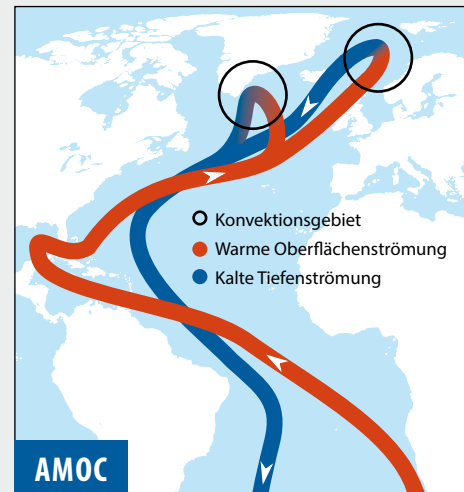 Konvektionsgebiet
Warme Oberflächenströmung
Kalte Tiefenströmung
AMOC